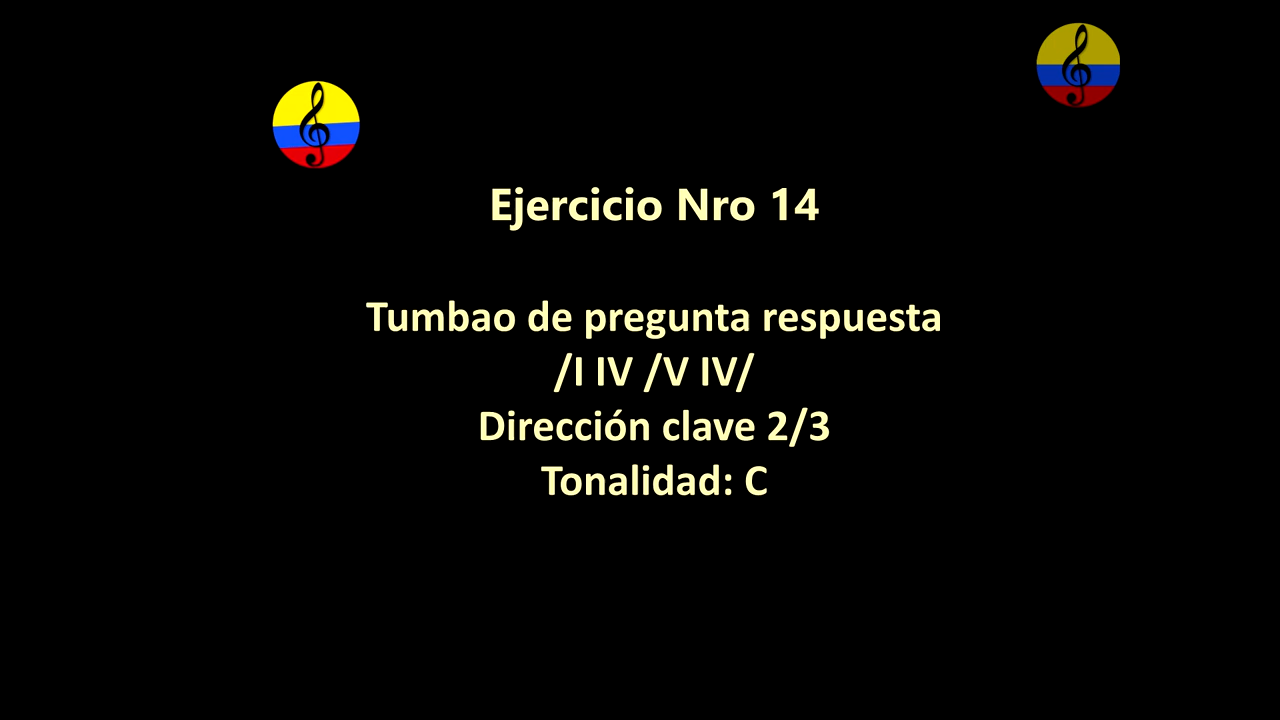 Ejercicio Nro 14
Tumbao de pregunta respuesta
/I IV /V IV/
Dirección clave 2/3
Tonalidad: C